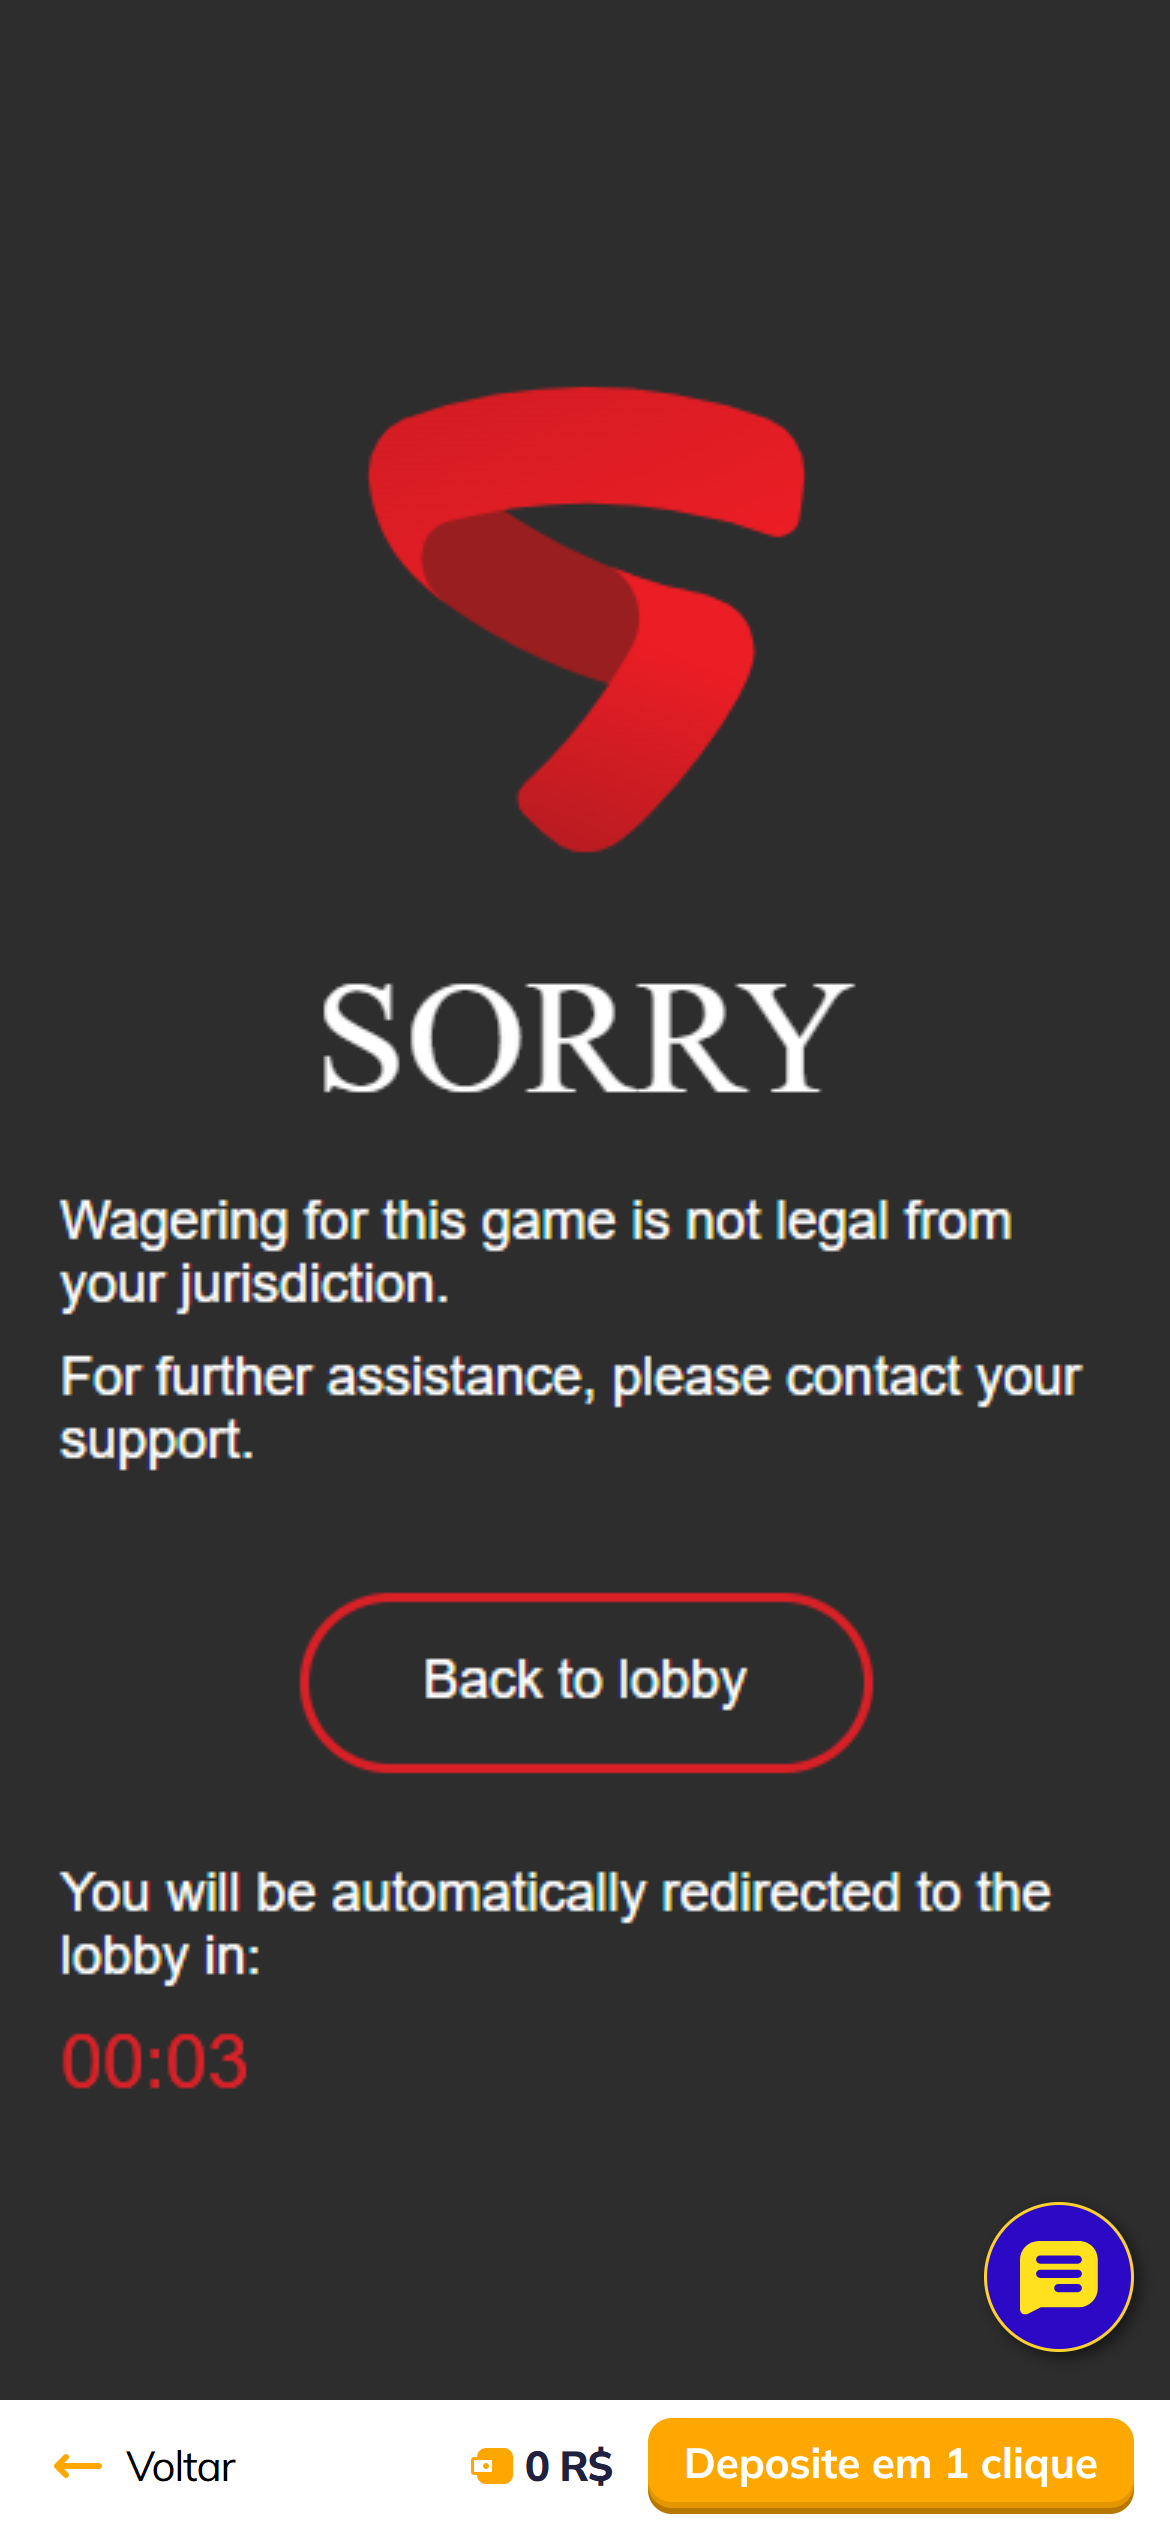 SORRY
Wagering for this game is not legal from
your jurisdiction.
For further assistance, please contact your
support.
Back to lobby
You will be automatically redirected to the
lobby in:
00:03
Voltar
0 R$
Deposite em 1 clique